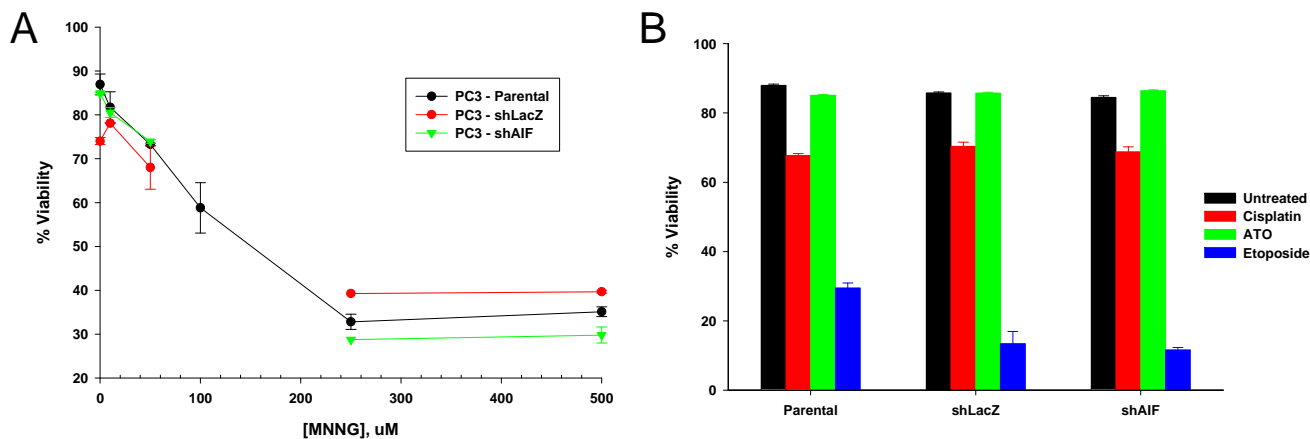 A
100
90
80
70
60
50
40
30
20
% Viability
0
100
200
300
400
500
[MNNG], uM
PC3 - Parental
PC3 - shLacZ
PC3 - shAIF
B
100
80
60
40
20
0
% Viability
Parental
shLacZ
shAIF
Untreated
Cisplatin
ATO
Etoposide